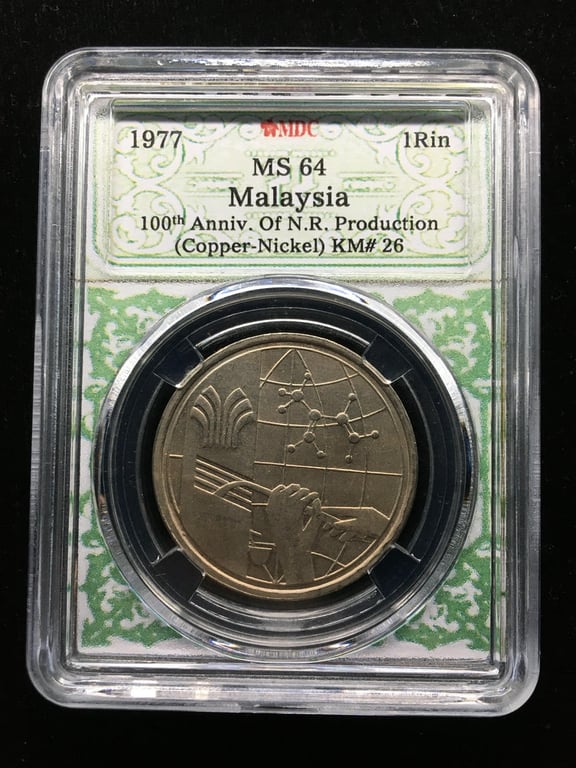 MDC
1977 1Rin
MS 64
Malaysia
100th Anniv. Of N.R. Production
(Copper-Nickel) KM# 26